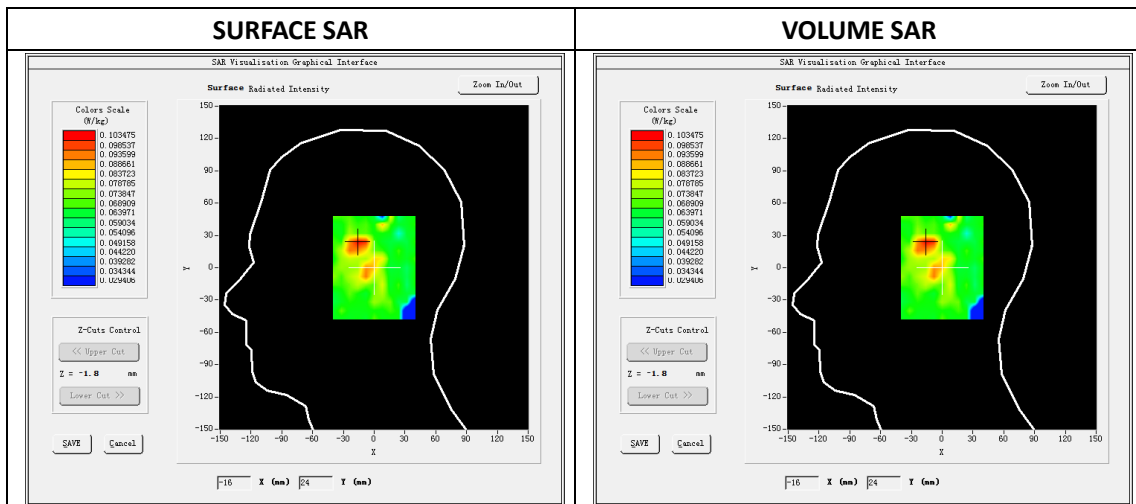 SURFACE SAR
VOLUME SAR
SAR Visualisation Graphical Interface
Surface Radiated Intensity
Zoom In/Out
Colors Scale
(W/kg)
0.103475
0.098537
0.093599
0.088661
0.083723
0.078785
0.073847
0.068909
0.063971
0.059034
0.054096
0.049158
0.044220
0.039282
0.034344
0.029406
150
120
90
60
30
0
-30
-60
-90
-120
-150
Y
-150 -120 -90 -60 -30 0 30 60 90 120 150
X
Z-Cuts Control
<< Upper Cut
Z = -1.8 mm
Lower Cut >>
SAVE Cancel
-16 X (mm) 24 Y (mm)
SAR Visualisation Graphical Interface
Surface Radiated Intensity
Zoom In/Out
Colors Scale
(W/kg)
0.103475
0.098537
0.093599
0.088661
0.083723
0.078785
0.073847
0.068909
0.063971
0.059034
0.054096
0.049158
0.044220
0.039282
0.034344
0.029406
150
120
90
60
30
0
-30
-60
-90
-120
-150
Y
-150 -120 -90 -60 -30 0 30 60 90 120 150
X
Z-Cuts Control
<< Upper Cut
Z = -1.8 mm
Lower Cut >>
SAVE Cancel
-16 X (mm) 24 Y (mm)